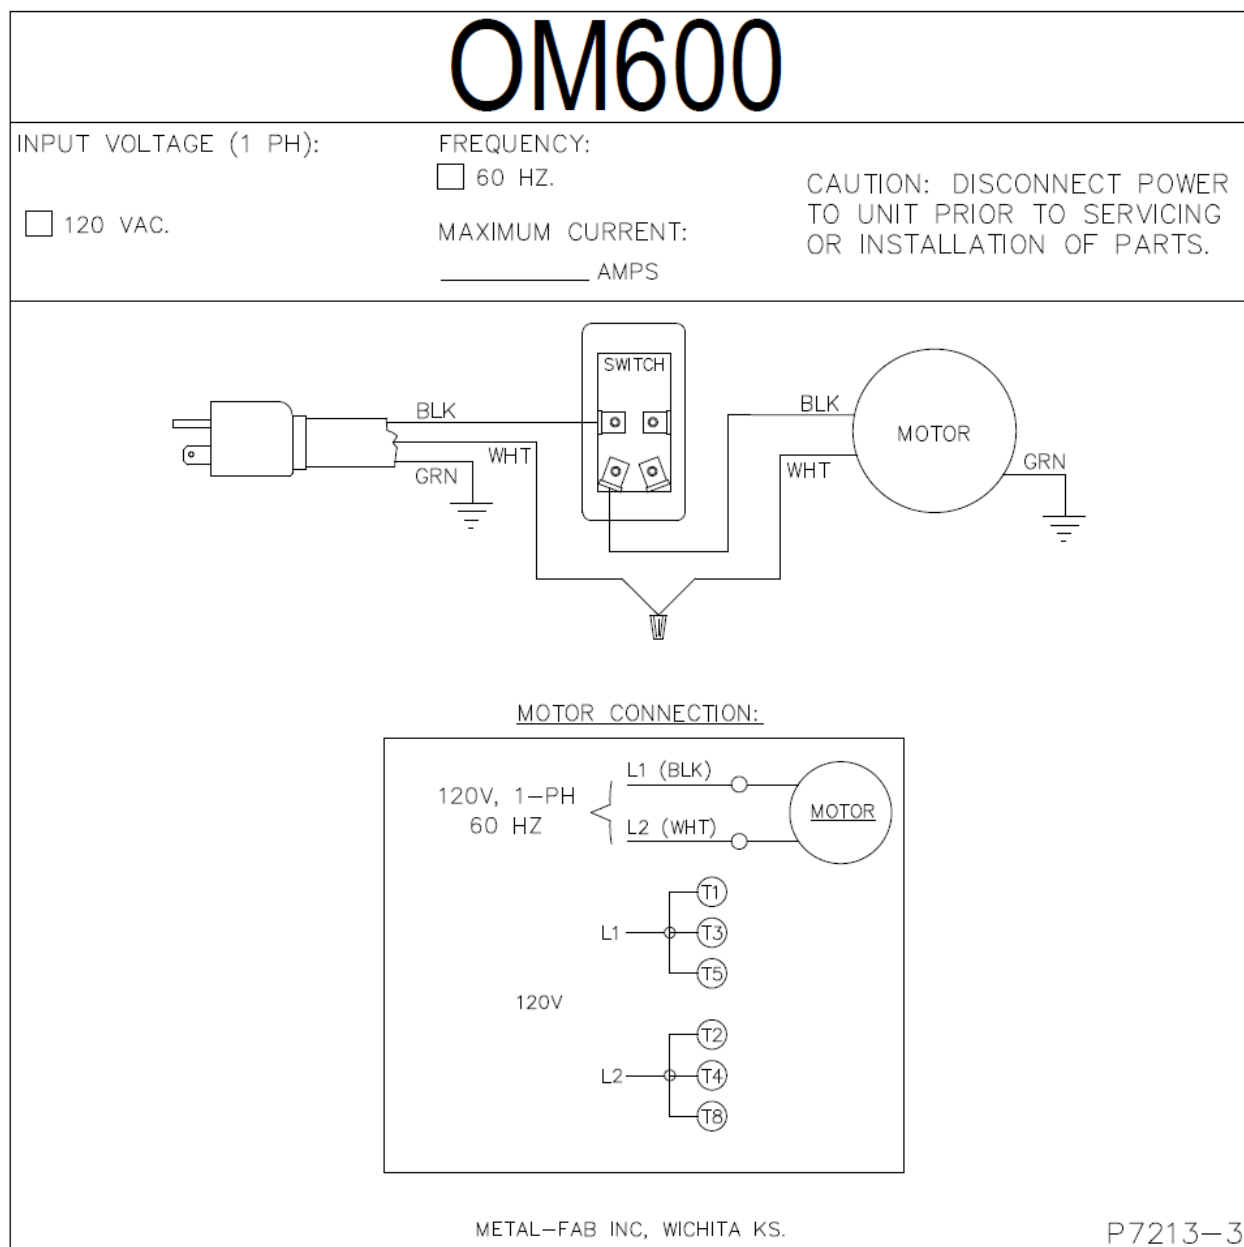 OM600
INPUT VOLTAGE (1 PH):
120 VAC.
FREQUENCY:
60 HZ.
MAXIMUM CURRENT:
__________ AMPS
CAUTION: DISCONNECT POWER
TO UNIT PRIOR TO SERVICING
OR INSTALLATION OF PARTS.
SWITCH
BLK
WHT
GRN
BLK
WHT
MOTOR
GRN
MOTOR CONNECTION:
120V, 1-PH
60 HZ
L1 (BLK)
L2 (WHT)
MOTOR
T1
L1
T3
T5
120V
T2
L2
T4
T8
METAL-FAB INC, WICHITA KS.
P7213-3